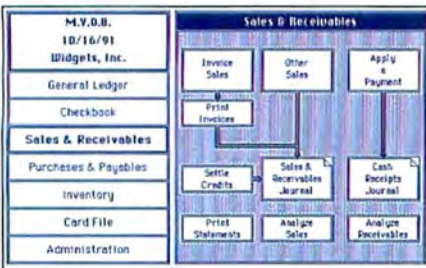 M.Y.O.B.
10/16/91
Widgets, Inc.
General Ledger
Checkbook
Sales & Receivables
Purchases & Payables
Inventory
Card File
Administration
Sales & Receivables
Invoice
Sales
Other
Sales
Apply
a
Payment
Print
Invoices
Settle
Credits
Sales &
Receivables
Journal
Cash
Receipts
Journal
Print
Statements
Analyze
Sales
Analyze
Receivables